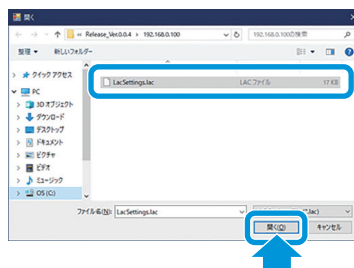 開く
« Release_Ver.0.0.4 › 192.168.0.100
192.168.0.100の検索
整理 ▼ 新しいフォルダー
クイック アクセス
PC
3D オブジェクト
ダウンロード
デスクトップ
ドキュメント
ピクチャ
ビデオ
ミュージック
OS (C:)
LacSettings.lac LAC ファイル 17 KB
ファイル名(N): LacSettings.lac
開く(O) キャンセル